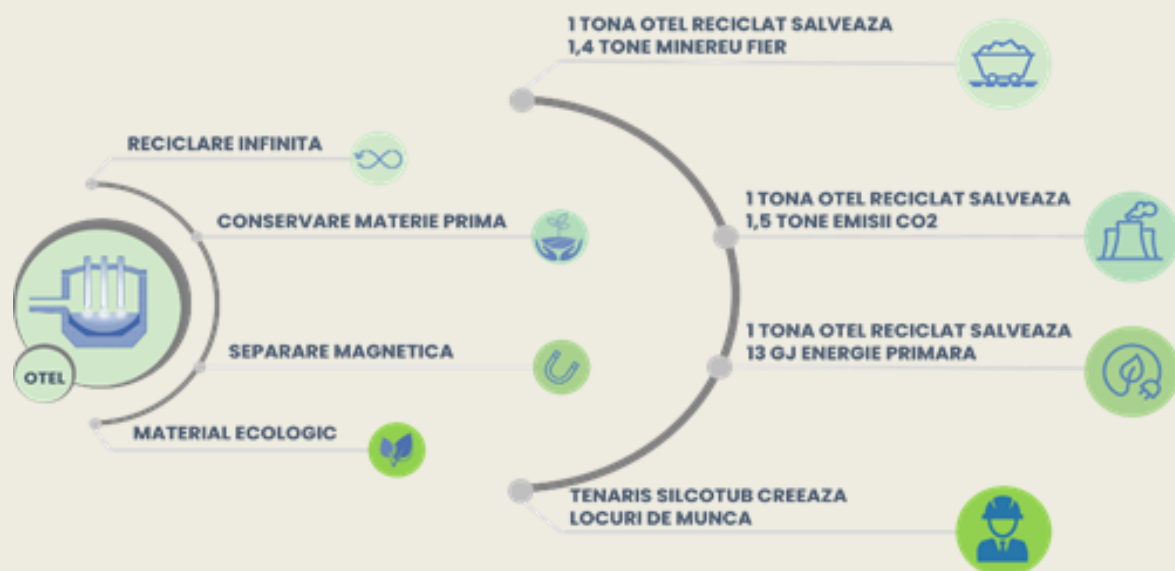 OTEL
RECICLARE INFINITA
CONSERVARE MATERIE PRIMA
SEPARARE MAGNETICA
MATERIAL ECOLOGIC
1 TONA OTEL RECICLAT SALVEAZA
1,4 TONE MINEREU FIER
1 TONA OTEL RECICLAT SALVEAZA
1,5 TONE EMISII CO2
1 TONA OTEL RECICLAT SALVEAZA
13 GJ ENERGIE PRIMARA
TENARIS SILCOTUB CREEAZA
LOCURI DE MUNCA